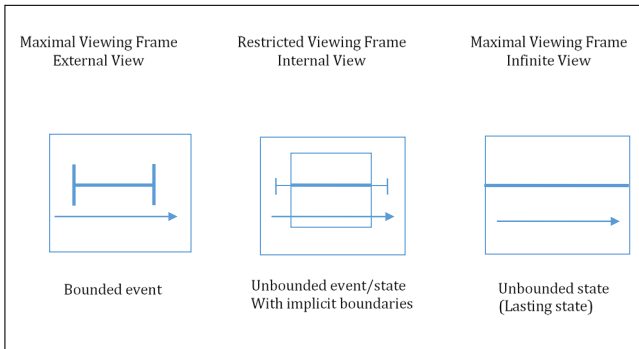 Maximal Viewing Frame
External View
Restricted Viewing Frame
Internal View
Maximal Viewing Frame
Infinite View
Bounded event
Unbounded event/state
With implicit boundaries
Unbounded state
(Lasting state)